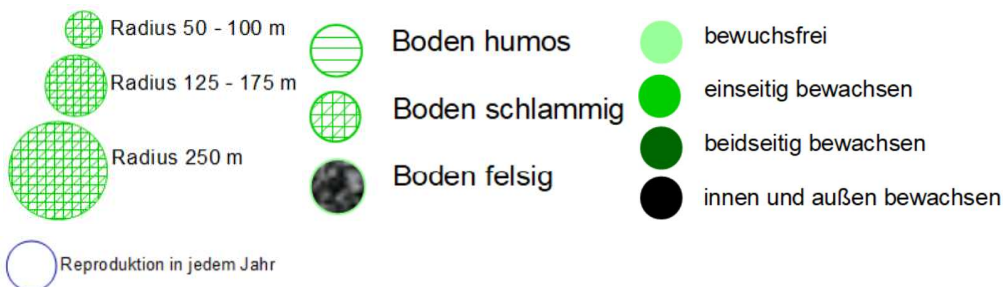 Radius 50 - 100 m
Radius 125 - 175 m
Radius 250 m
Reproduktion in jedem Jahr
Boden humos
Boden schlammig
Boden felsig
bewuchsfrei
einseitig bewachsen
beidseitig bewachsen
innen und außen bewachsen